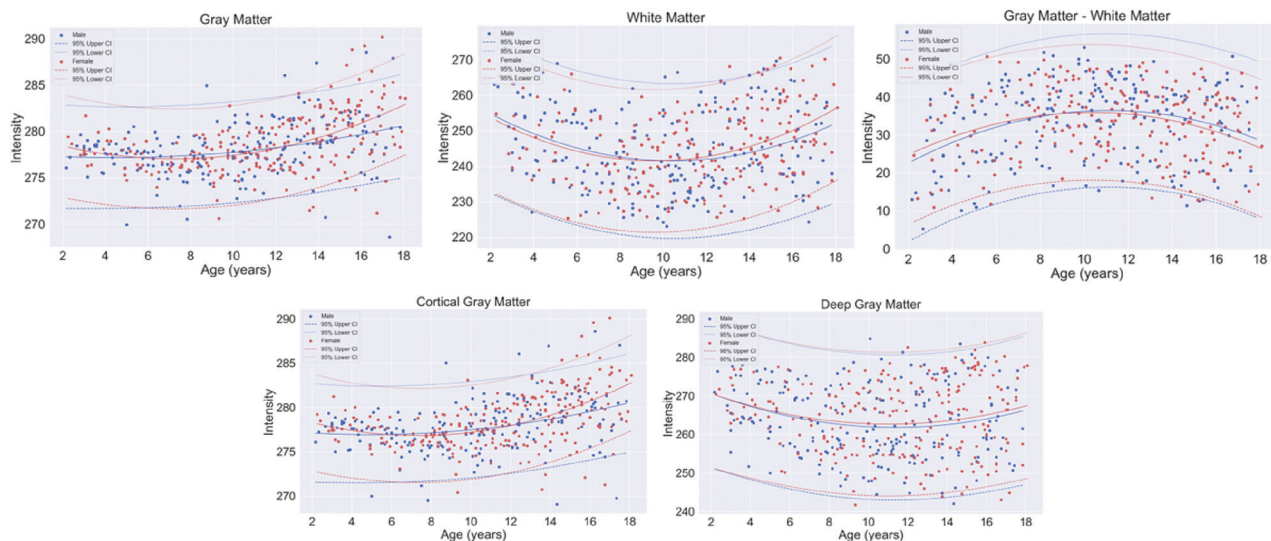 Gray Matter
Male
95% Upper CI
95% Lower CI
Female
95% Upper CI
95% Lower CI
290
285
280
275
270
Intensity
2 4 6 8 10 12 14 16 18
Age (years)
White Matter
Male
95% Upper CI
95% Lower CI
Female
95% Upper CI
95% Lower CI
270
260
250
240
230
220
Intensity
2 4 6 8 10 12 14 16 18
Age (years)
Gray Matter - White Matter
Male
95% Upper CI
95% Lower CI
Female
95% Upper CI
95% Lower CI
50
40
30
20
10
0
Intensity
2 4 6 8 10 12 14 16 18
Age (years)
Cortical Gray Matter
Male
95% Upper CI
95% Lower CI
Female
95% Upper CI
95% Lower CI
290
285
280
275
270
Intensity
2 4 6 8 10 12 14 16 18
Age (years)
Deep Gray Matter
Male
95% Upper CI
95% Lower CI
Female
95% Upper CI
95% Lower CI
290
280
270
260
250
240
Intensity
2 4 6 8 10 12 14 16 18
Age (years)